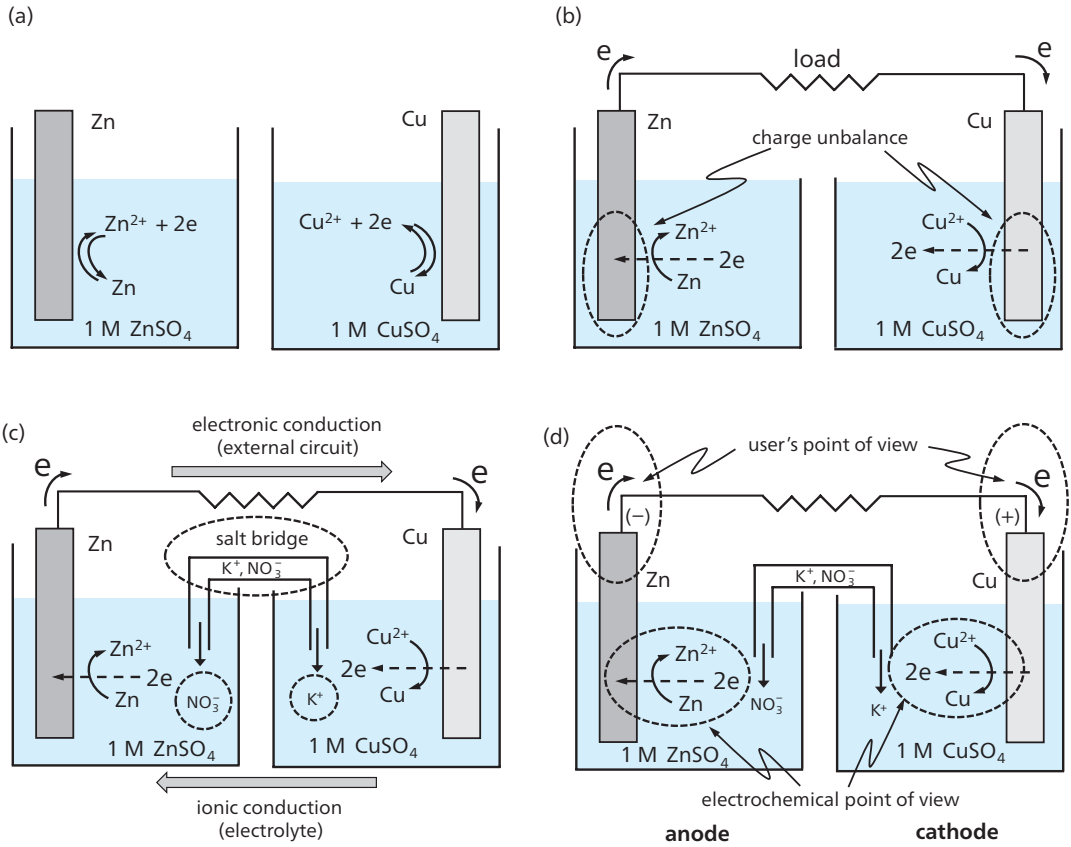 (a)
Zn
Cu
Zn²⁺ + 2e
Zn
Cu²⁺ + 2e
Cu
1 M ZnSO₄
1 M CuSO₄
(b)
e
load
e
Zn
Cu
charge unbalance
Zn²⁺
2e
Zn
Cu²⁺
2e
Cu
1 M ZnSO₄
1 M CuSO₄
(c)
electronic conduction
(external circuit)
e
e
Zn
Cu
salt bridge
K⁺, NO₃⁻
Zn²⁺
2e
Zn
NO₃⁻
K⁺
Cu²⁺
2e
Cu
1 M ZnSO₄
1 M CuSO₄
ionic conduction
(electrolyte)
(d)
user's point of view
e
e
(−)
(+)
Zn
Cu
K⁺, NO₃⁻
Zn²⁺
2e
Zn
NO₃⁻
K⁺
Cu²⁺
2e
Cu
1 M ZnSO₄
1 M CuSO₄
electrochemical point of view
anode
cathode